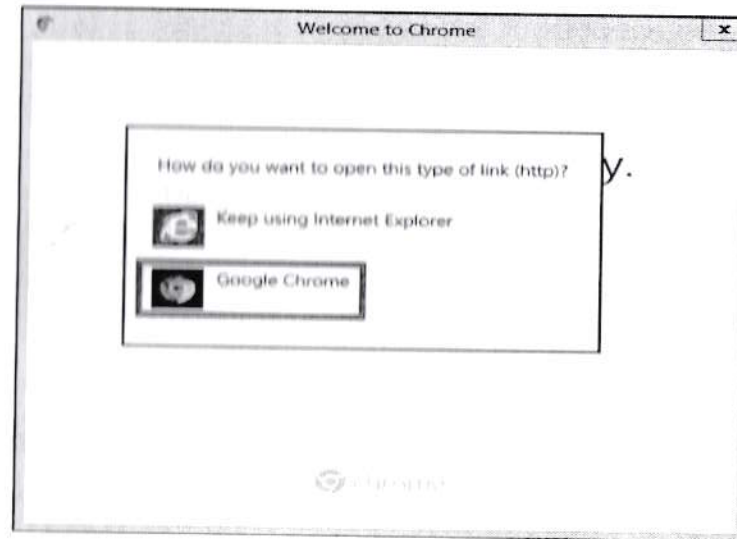 Welcome to Chrome
x
How do you want to open this type of link (http)?
y.
Keep using Internet Explorer
Google Chrome
chrome